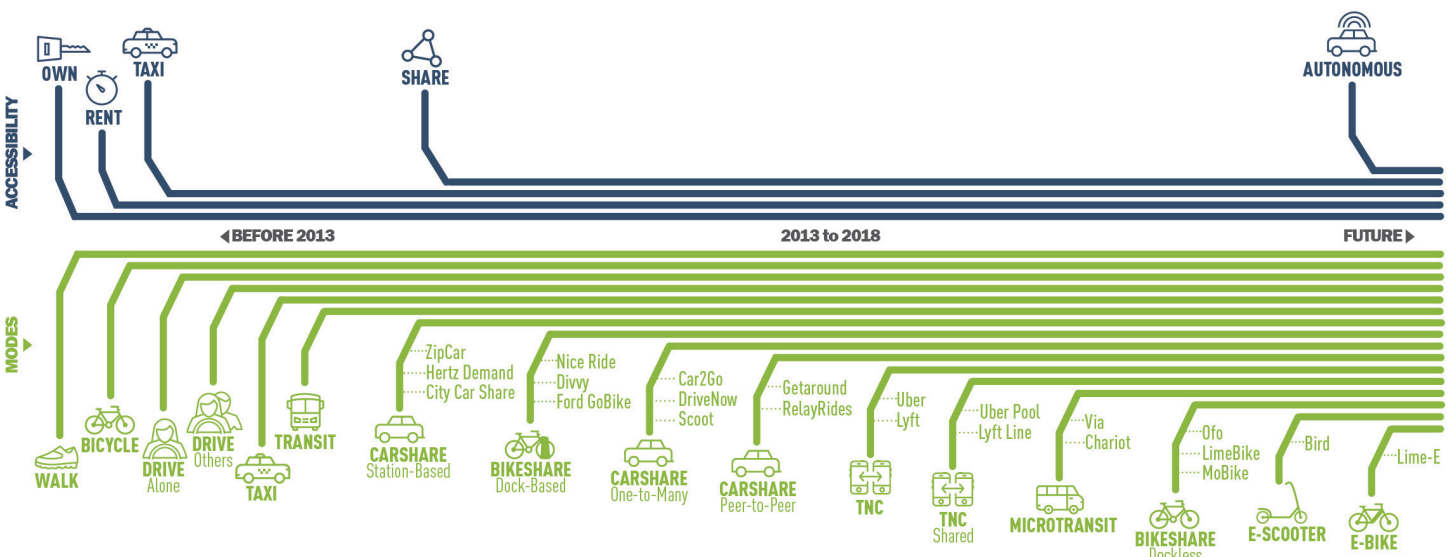 OWN
RENT
TAXI
SHARE
AUTONOMOUS
ACCESSIBILITY
BEFORE 2013
2013 to 2018
FUTURE
MODES
WALK
BICYCLE
DRIVE
Alone
DRIVE
Others
TAXI
TRANSIT
ZipCar
Hertz Demand
City Car Share
CARSHARE
Station-Based
Nice Ride
Divvy
Ford GoBike
BIKESHARE
Dock-Based
Car2Go
DriveNow
Scoot
CARSHARE
One-to-Many
Getaround
RelayRides
CARSHARE
Peer-to-Peer
Uber
Lyft
TNC
Uber Pool
Lyft Line
TNC
Shared
Via
Chariot
MICROTRANSIT
Ofo
LimeBike
MoBike
BIKESHARE
Dockless
Bird
E-SCOOTER
Lime-E
E-BIKE